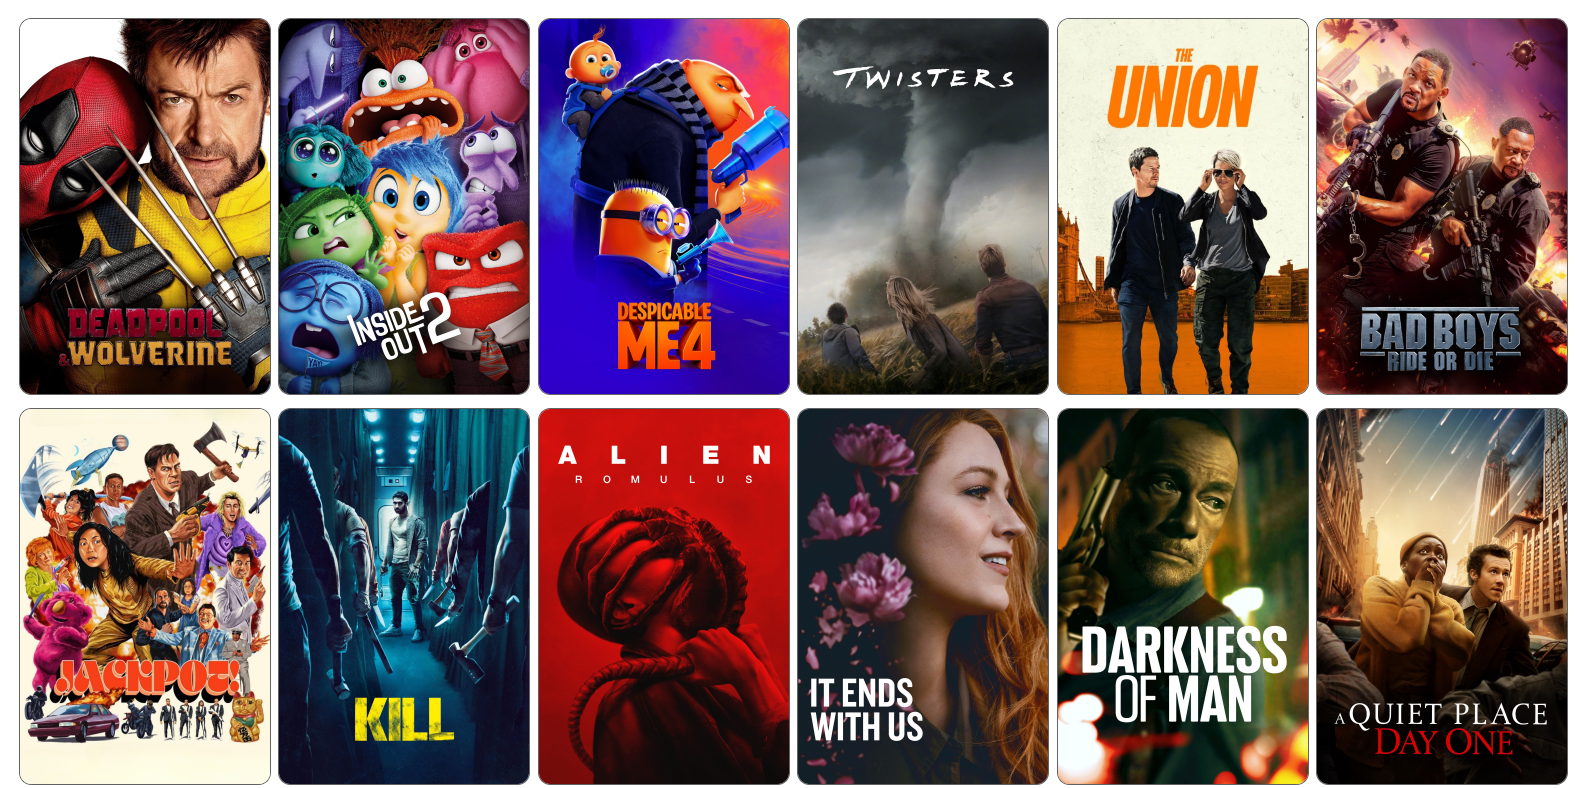 DEADPOOL
& WOLVERINE
INSIDE
OUT 2
DESPICABLE
ME 4
TWISTERS
THE
UNION
BAD BOYS
RIDE OR DIE
JACKPOT!
KILL
ALIEN
ROMULUS
IT ENDS
WITH US
DARKNESS
OF MAN
A QUIET PLACE
DAY ONE